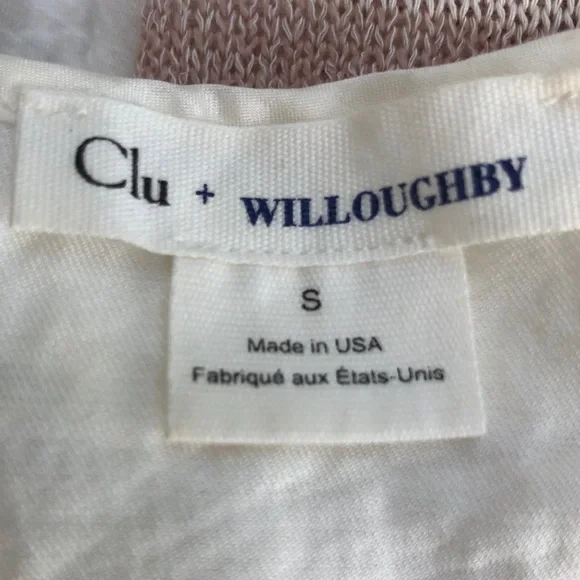 Clu + WILLOUGHBY
S
Made in USA
Fabriqué aux États-Unis